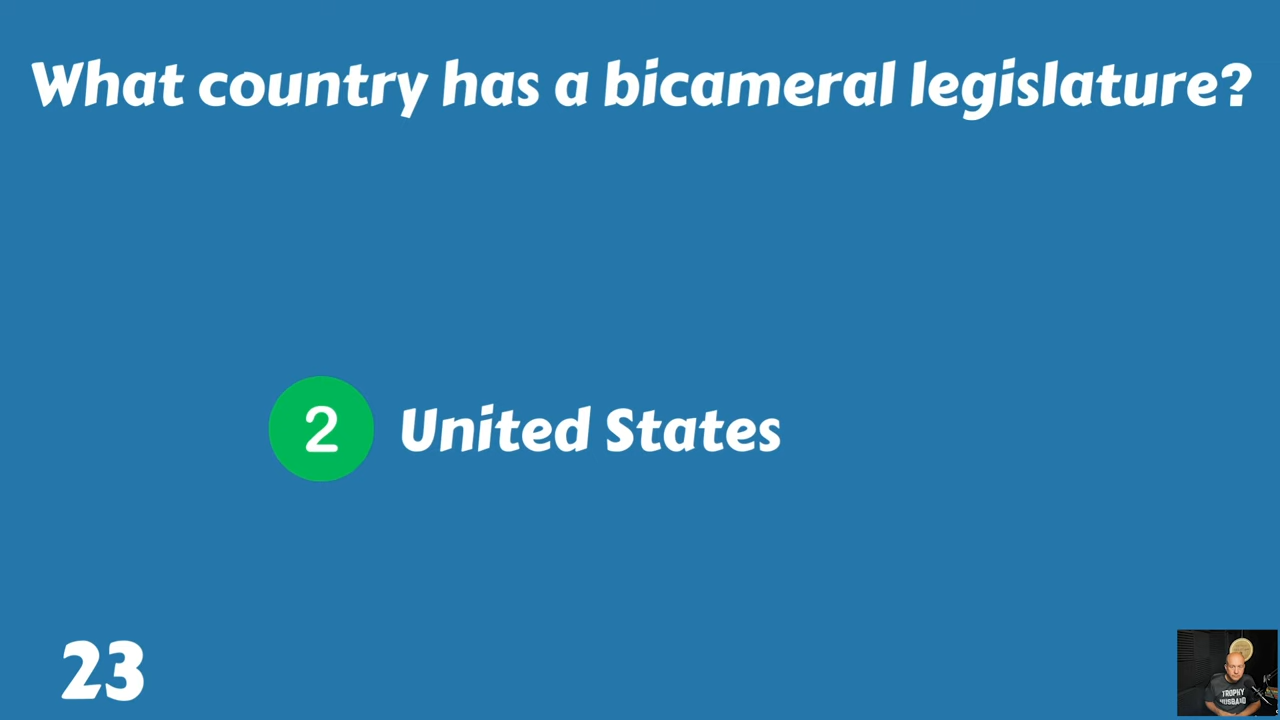 What country has a bicameral legislature?
2 United States
23
TROPHY
HUSBAND